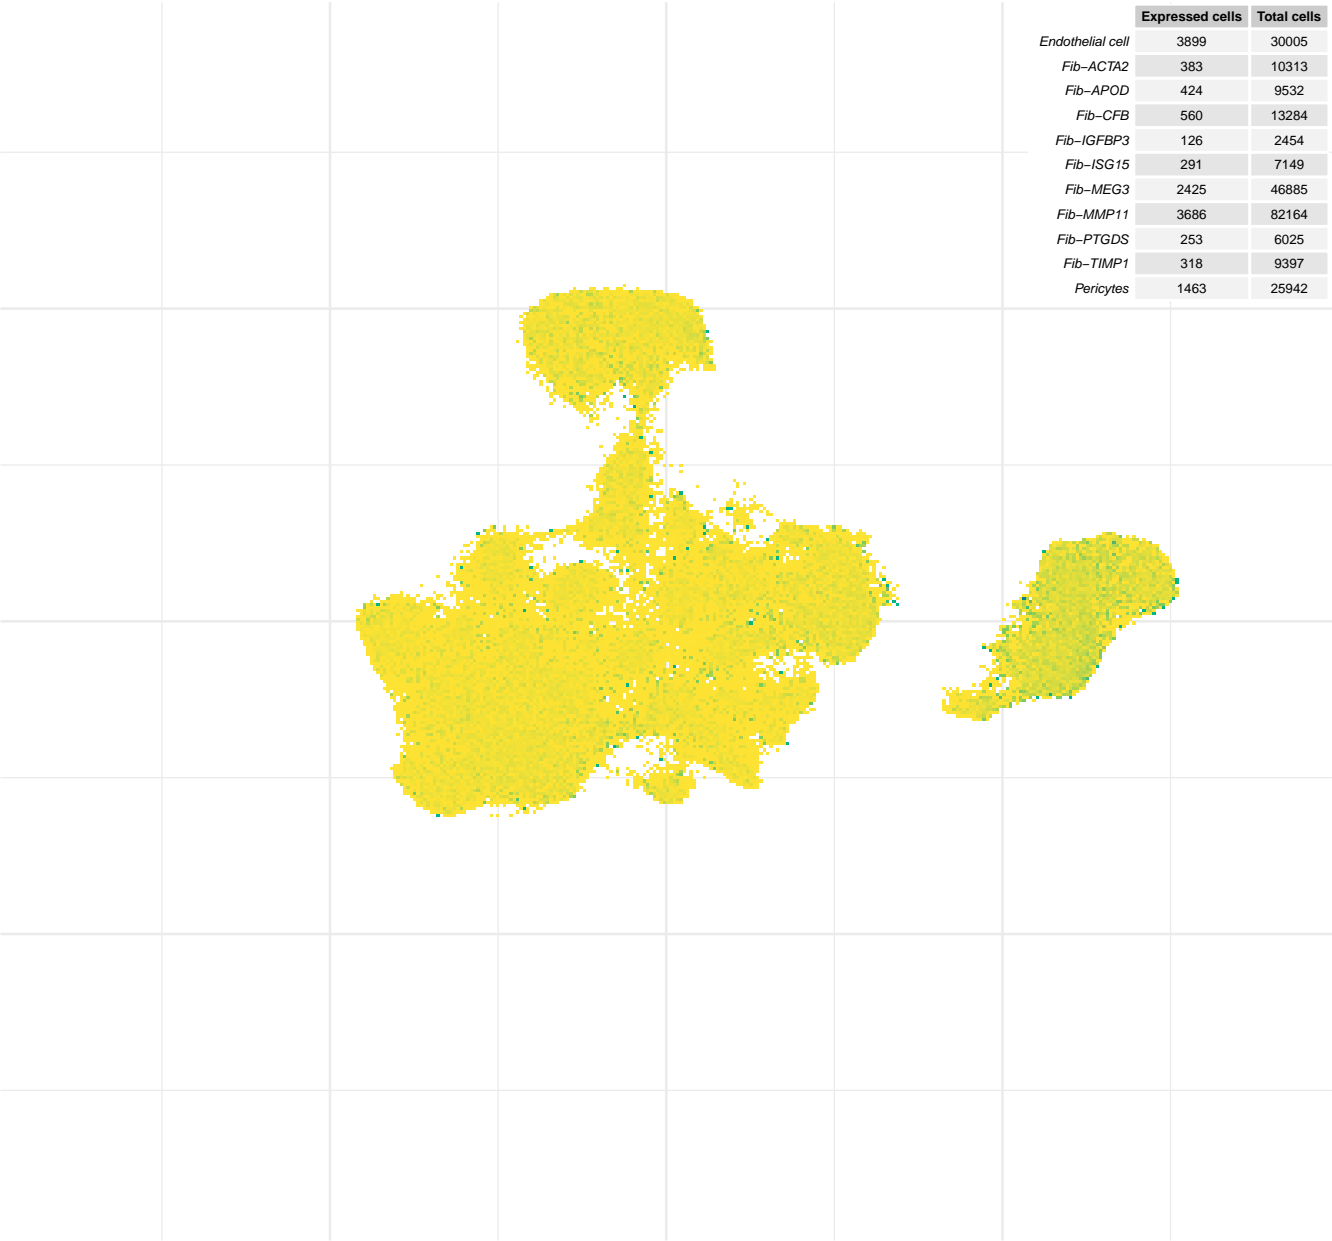 Expressed cells Total cells
Endothelial cell 3899 30005
Fib−ACTA2 383 10313
Fib−APOD 424 9532
Fib−CFB 560 13284
Fib−IGFBP3 126 2454
Fib−ISG15 291 7149
Fib−MEG3 2425 46885
Fib−MMP11 3686 82164
Fib−PTGDS 253 6025
Fib−TIMP1 318 9397
Pericytes 1463 25942